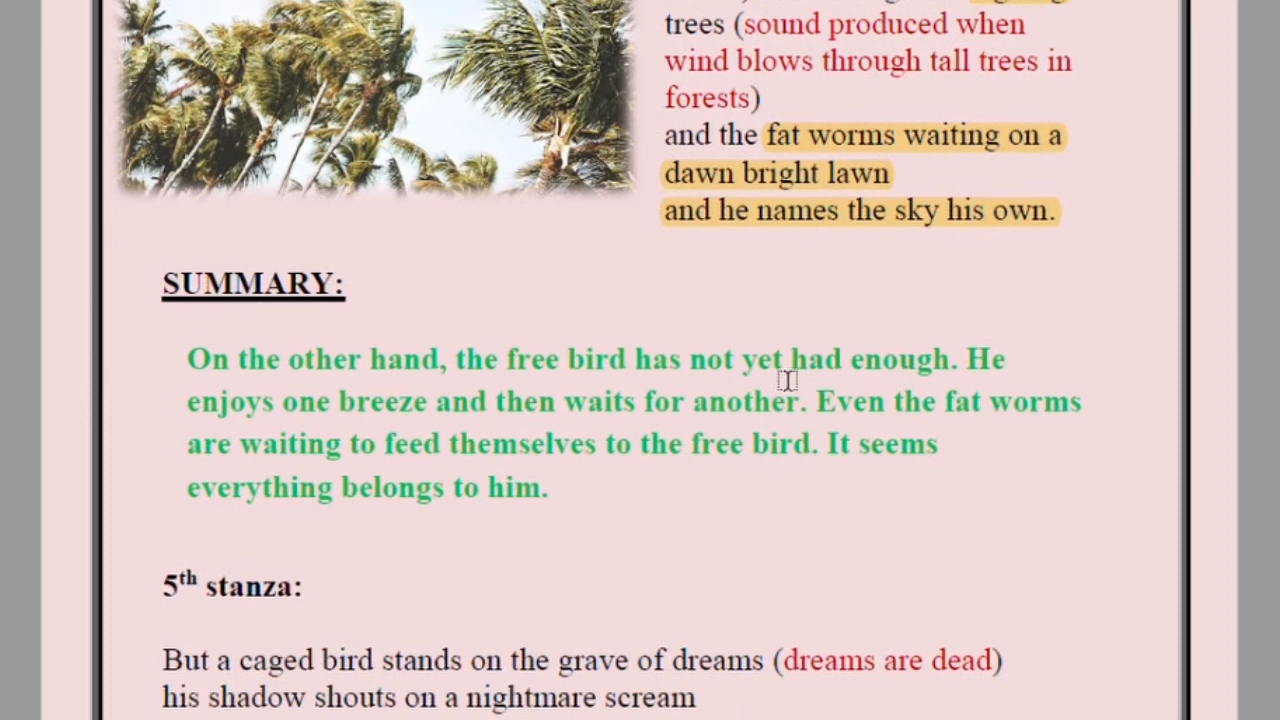 trees (sound produced when
wind blows through tall trees in
forests)
and the fat worms waiting on a
dawn bright lawn
and he names the sky his own.
SUMMARY:
On the other hand, the free bird has not yet had enough. He
enjoys one breeze and then waits for another. Even the fat worms
are waiting to feed themselves to the free bird. It seems
everything belongs to him.
5th stanza:
But a caged bird stands on the grave of dreams (dreams are dead)
his shadow shouts on a nightmare scream